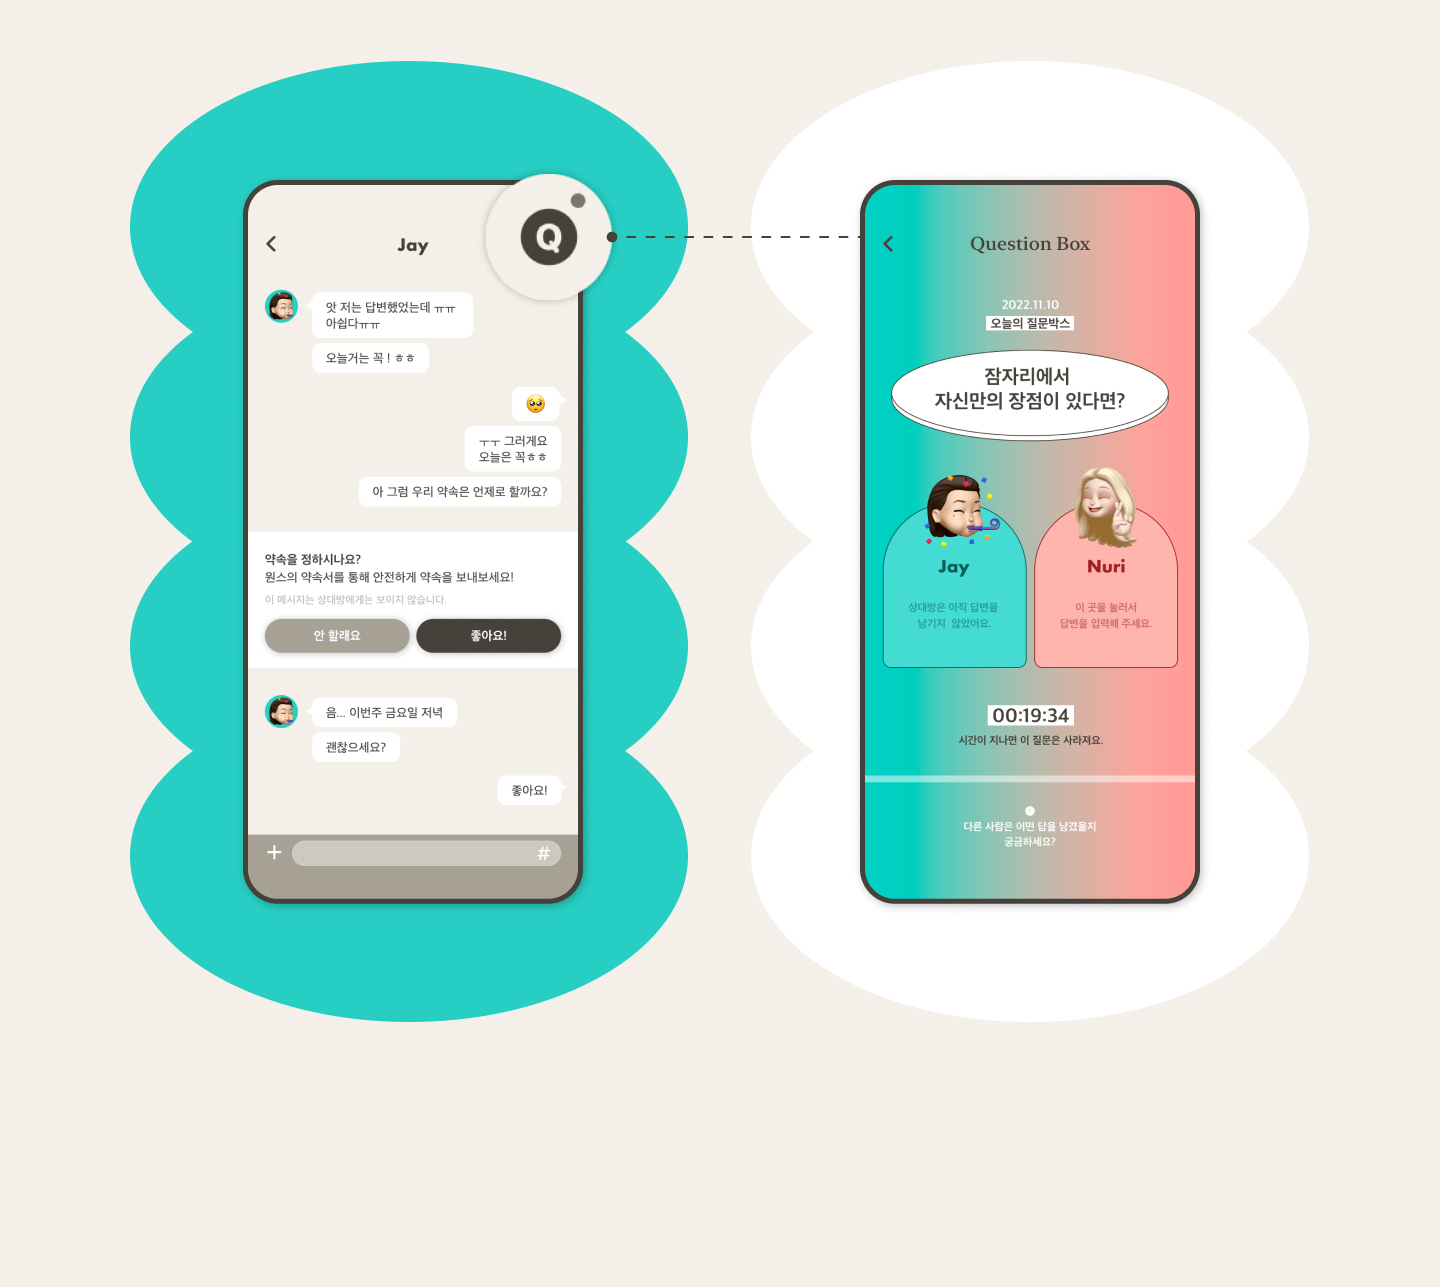 Jay
Q
앗 저는 답변했었는데 ㅠㅠ
아쉽다ㅠㅠ
오늘거는 꼭 ! ㅎㅎ
ㅜㅜ 그러게요
오늘은 꼭ㅎㅎ
아 그럼 우리 약속은 언제로 할까요?
약속을 정하시나요?
원스의 약속서를 통해 안전하게 약속을 보내보세요!
이 메시지는 상대방에게는 보이지 않습니다.
안 할래요
좋아요!
음... 이번주 금요일 저녁
괜찮으세요?
좋아요!
+
#
Question Box
2022.11.10
오늘의 질문박스
잠자리에서
자신만의 장점이 있다면?
Jay
상대방은 아직 답변을
남기지 않았어요.
Nuri
이 곳을 눌러서
답변을 입력해 주세요.
00:19:34
시간이 지나면 이 질문은 사라져요.
다른 사람은 어떤 답을 남겼을지
궁금하세요?